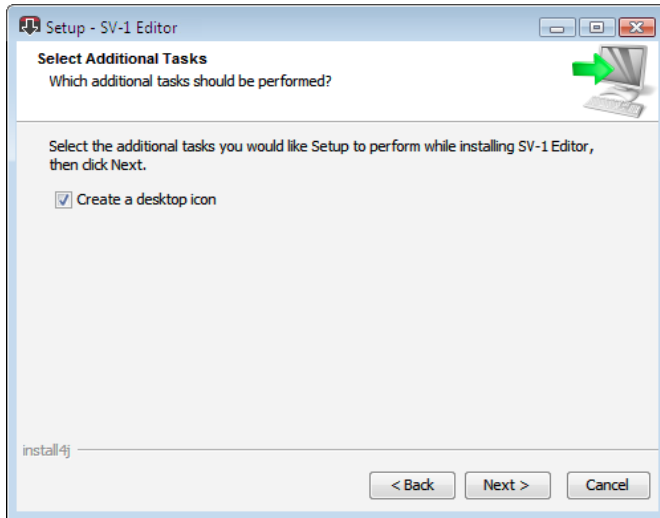 Setup - SV-1 Editor
Select Additional Tasks
Which additional tasks should be performed?
Select the additional tasks you would like Setup to perform while installing SV-1 Editor,
then click Next.
Create a desktop icon
install4j
< Back Next > Cancel